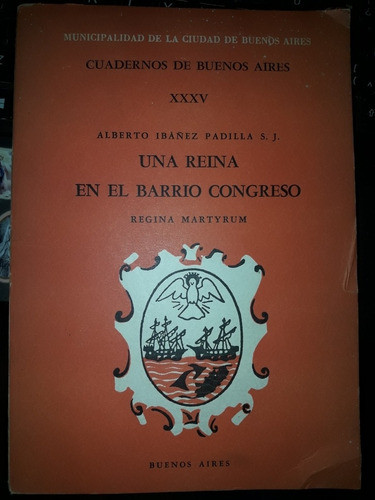 MUNICIPALIDAD DE LA CIUDAD DE BUENOS AIRES
CUADERNOS DE BUENOS AIRES
XXXV
ALBERTO IBÁÑEZ PADILLA S. J.
UNA REINA
EN EL BARRIO CONGRESO
REGINA MARTYRUM
BUENOS AIRES